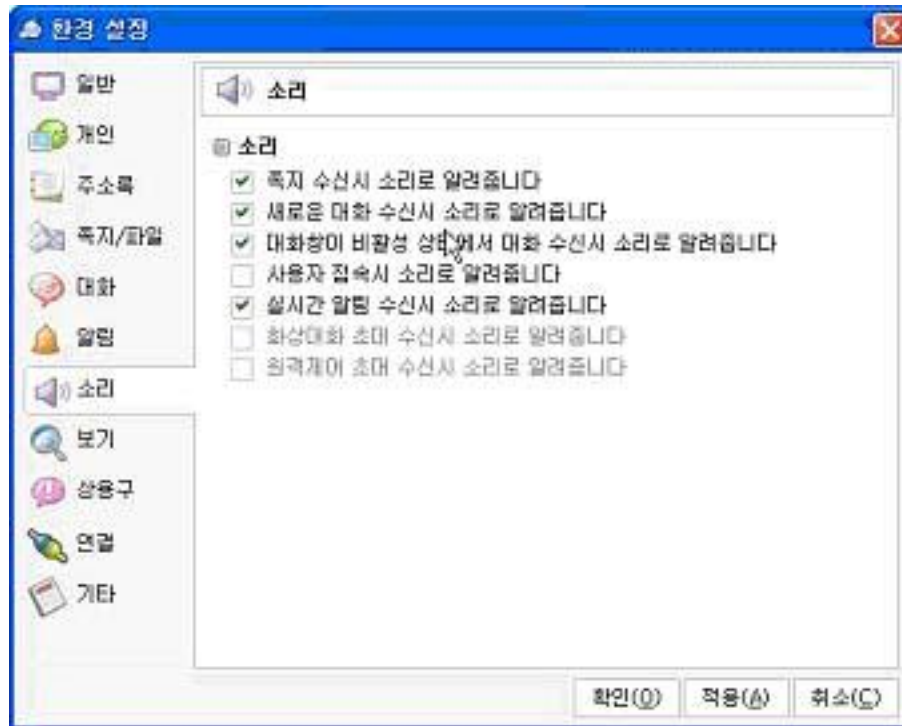 환경 설정
일반
개인
주소록
쪽지/파일
대화
알림
소리
보기
상용구
연결
기타
소리
소리
쪽지 수신시 소리로 알려줍니다
새로운 대화 수신시 소리로 알려줍니다
대화창이 비활성 상태에서 대화 수신시 소리로 알려줍니다
사용자 접속시 소리로 알려줍니다
실시간 알림 수신시 소리로 알려줍니다
화상대화 초대 수신시 소리로 알려줍니다
원격제어 초대 수신시 소리로 알려줍니다
확인(O) 적용(A) 취소(C)